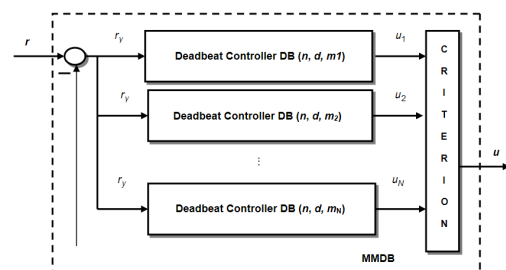 r
r_y
Deadbeat Controller DB (n, d, m1)
u_1
r_y
Deadbeat Controller DB (n, d, m_2)
u_2
⋮
r_y
Deadbeat Controller DB (n, d, m_N)
u_N
CRITERION
u
MMDB